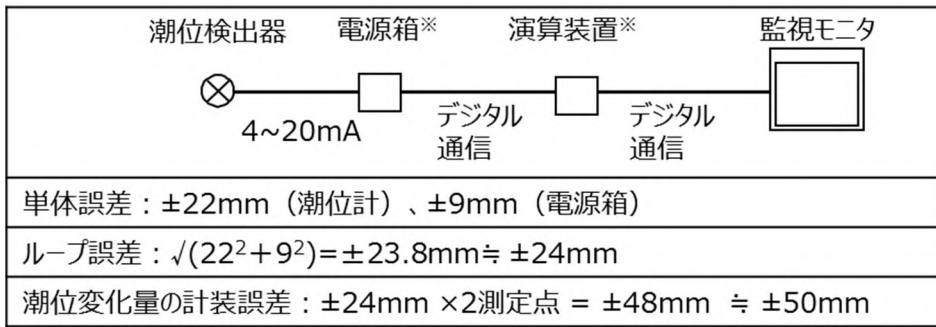 潮位検出器 電源箱※ 演算装置※ 監視モニタ
4~20mA デジタル通信 デジタル通信
単体誤差：±22mm（潮位計）、±9mm（電源箱）
ループ誤差：√(22²+9²)=±23.8mm≒ ±24mm
潮位変化量の計装誤差：±24mm ×2測定点 = ±48mm ≒ ±50mm